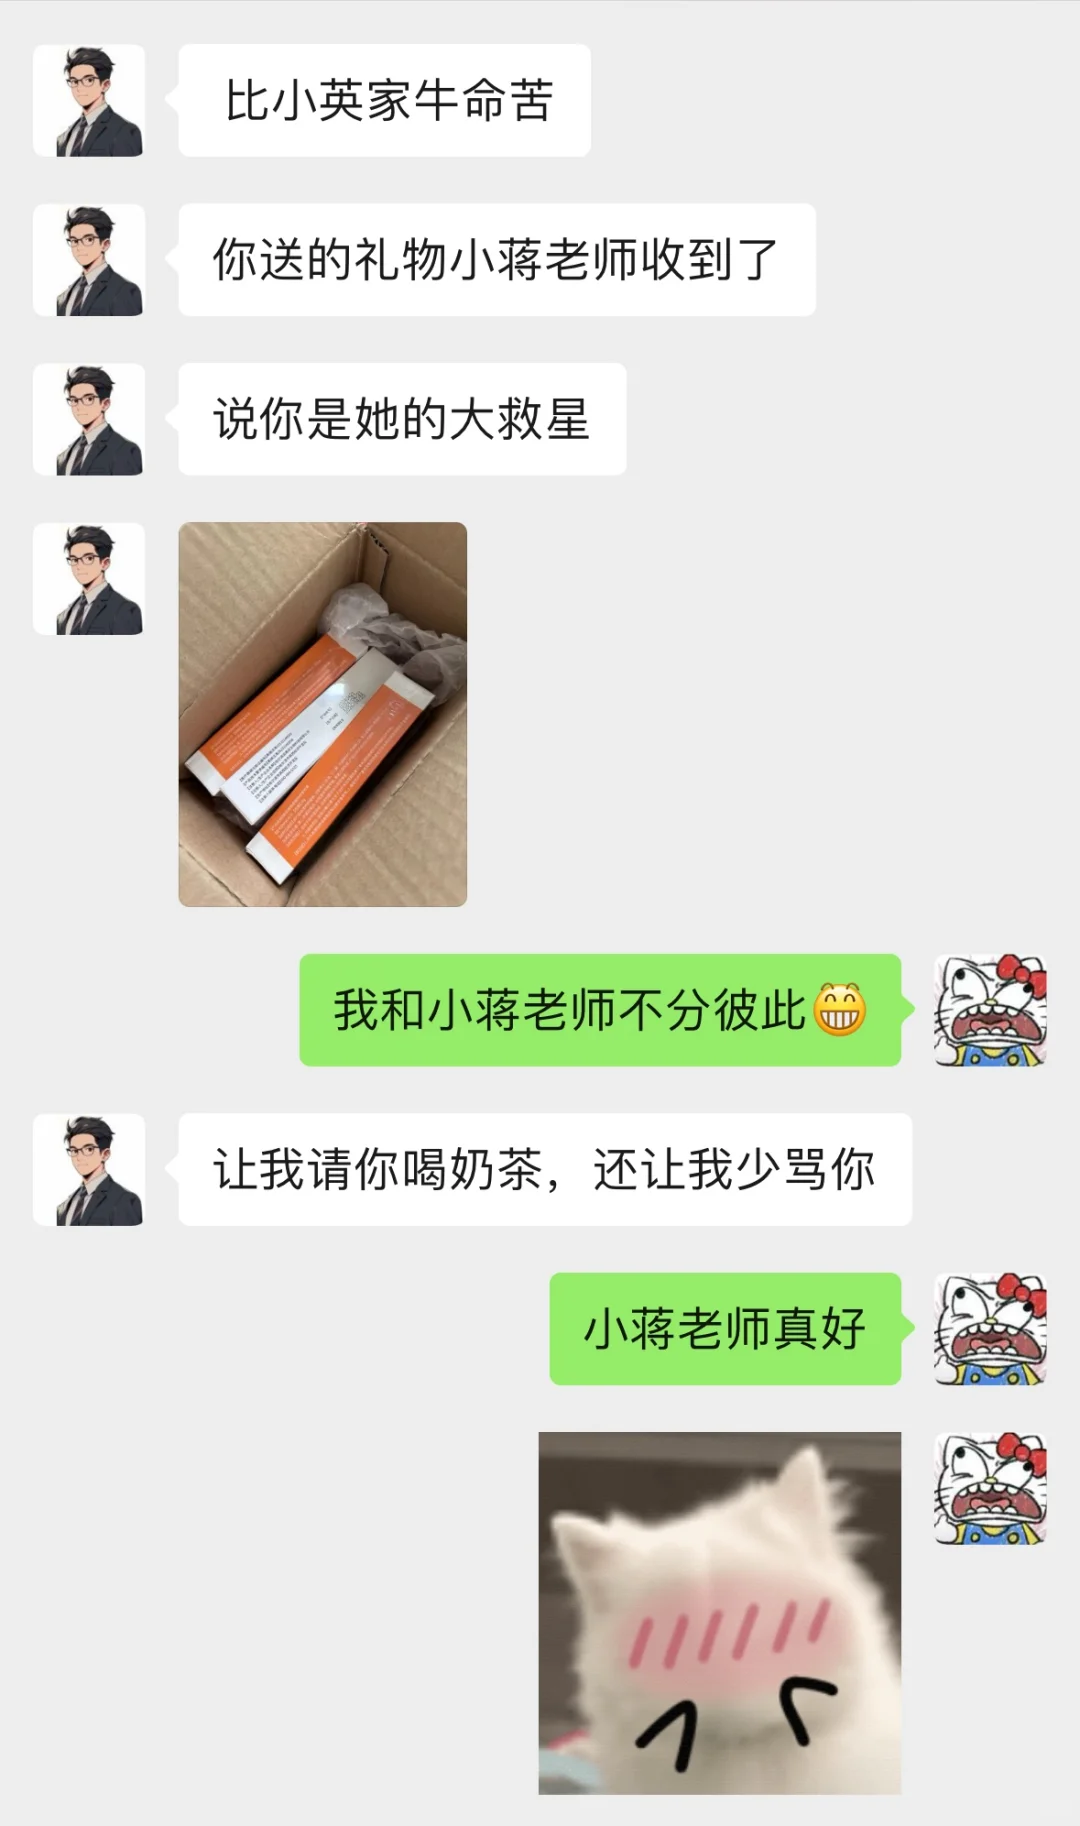 比小英家牛命苦
你送的礼物小蒋老师收到了
说你是她的大救星
我和小蒋老师不分彼此😁
让我请你喝奶茶，还让我少骂你
小蒋老师真好